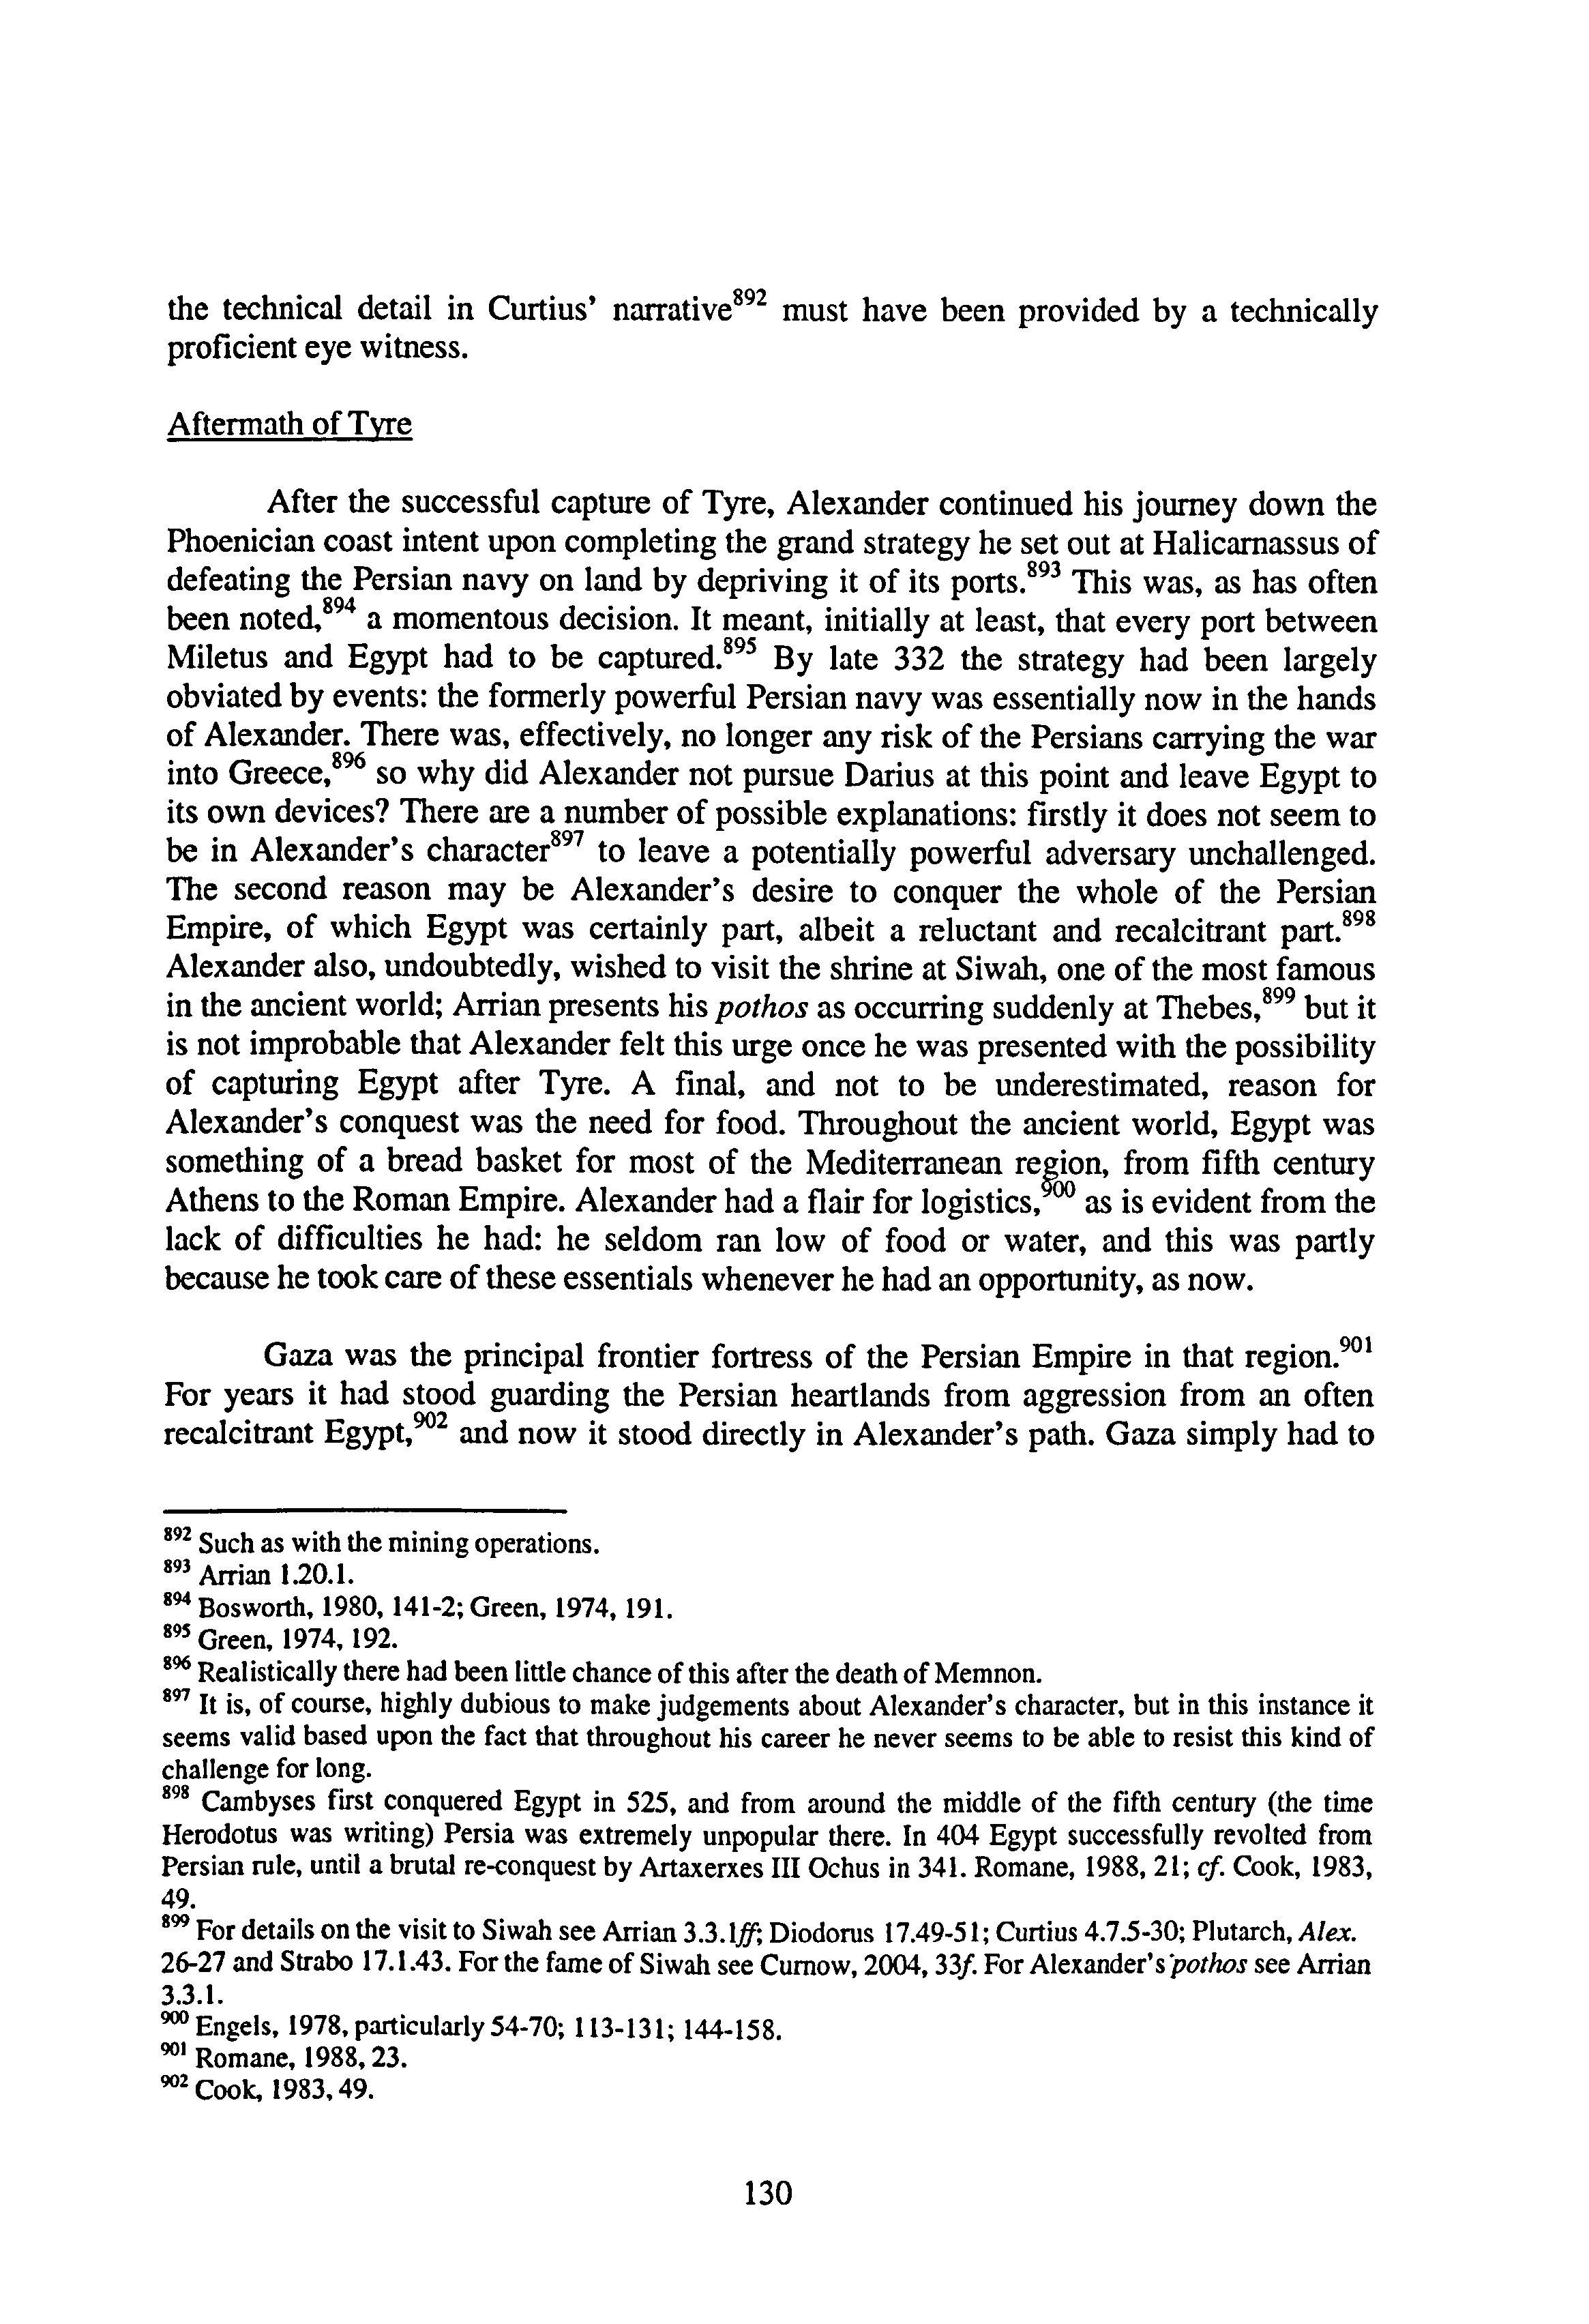 the technical detail in Curtius' narrative892 must have been provided by a technically
proficient eye witness.
Aftermath of Tyre
After the successful capture of Tyre, Alexander continued his journey down the
Phoenician coast intent upon completing the grand strategy he set out at Halicarnassus of
defeating the Persian navy on land by depriving it of its ports.893 This was, as has often
been noted,894 a momentous decision. It meant, initially at least, that every port between
Miletus and Egypt had to be captured.895 By late 332 the strategy had been largely
obviated by events: the formerly powerful Persian navy was essentially now in the hands
of Alexander. There was, effectively, no longer any risk of the Persians carrying the war
into Greece,896 so why did Alexander not pursue Darius at this point and leave Egypt to
its own devices? There are a number of possible explanations: firstly it does not seem to
be in Alexander's character897 to leave a potentially powerful adversary unchallenged.
The second reason may be Alexander's desire to conquer the whole of the Persian
Empire, of which Egypt was certainly part, albeit a reluctant and recalcitrant part.898
Alexander also, undoubtedly, wished to visit the shrine at Siwah, one of the most famous
in the ancient world; Arrian presents his pothos as occurring suddenly at Thebes,899 but it
is not improbable that Alexander felt this urge once he was presented with the possibility
of capturing Egypt after Tyre. A final, and not to be underestimated, reason for
Alexander's conquest was the need for food. Throughout the ancient world, Egypt was
something of a bread basket for most of the Mediterranean region, from fifth century
Athens to the Roman Empire. Alexander had a flair for logistics,900 as is evident from the
lack of difficulties he had: he seldom ran low of food or water, and this was partly
because he took care of these essentials whenever he had an opportunity, as now.
Gaza was the principal frontier fortress of the Persian Empire in that region.901
For years it had stood guarding the Persian heartlands from aggression from an often
recalcitrant Egypt,902 and now it stood directly in Alexander's path. Gaza simply had to
892 Such as with the mining operations.
893 Arrian 1.20.1.
894 Bosworth, 1980, 141-2; Green, 1974, 191.
895 Green, 1974, 192.
896 Realistically there had been little chance of this after the death of Memnon.
897 It is, of course, highly dubious to make judgements about Alexander's character, but in this instance it
seems valid based upon the fact that throughout his career he never seems to be able to resist this kind of
challenge for long.
898 Cambyses first conquered Egypt in 525, and from around the middle of the fifth century (the time
Herodotus was writing) Persia was extremely unpopular there. In 404 Egypt successfully revolted from
Persian rule, until a brutal re-conquest by Artaxerxes III Ochus in 341. Romane, 1988, 21; cf. Cook, 1983,
49.
899 For details on the visit to Siwah see Arrian 3.3.1ff; Diodorus 17.49-51; Curtius 4.7.5-30; Plutarch, Alex.
26-27 and Strabo 17.1.43. For the fame of Siwah see Curnow, 2004, 33f. For Alexander's pothos see Arrian
3.3.1.
900 Engels, 1978, particularly 54-70; 113-131; 144-158.
901 Romane, 1988, 23.
902 Cook, 1983, 49.
130